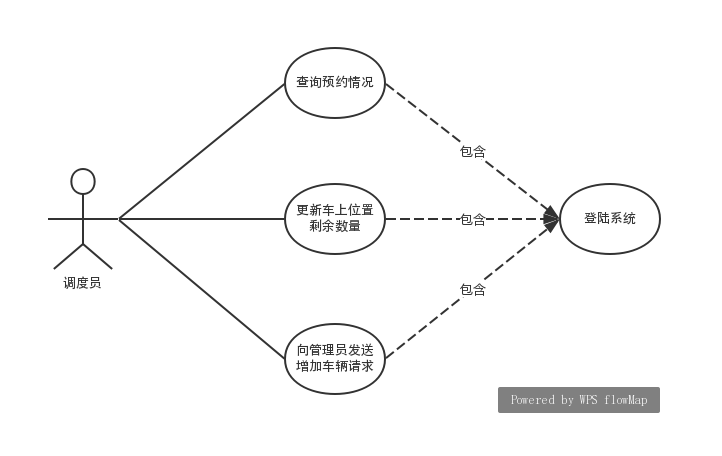 查询预约情况
包含
更新车上位置
剩余数量
包含
登陆系统
调度员
包含
向管理员发送
增加车辆请求
Powered by WPS flowMap